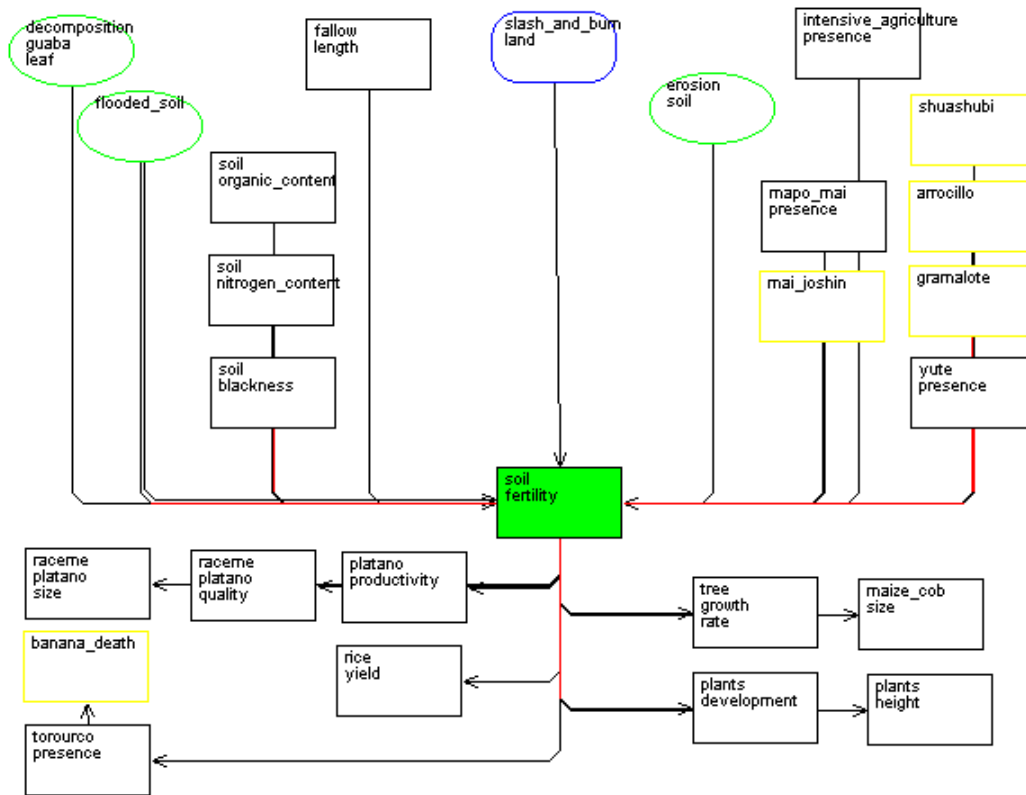 decomposition
guaba
leaf
flooded_soil
fallow
length
slash_and_burn
land
intensive_agriculture
presence
erosion
soil
shuashubi
soil
organic_content
mapo_mai
presence
arrocillo
soil
nitrogen_content
mai_joshin
gramalote
soil
blackness
yute
presence
soil
fertility
raceme
platano
size
raceme
platano
quality
platano
productivity
tree
growth
rate
maize_cob
size
banana_death
rice
yield
plants
development
plants
height
torourco
presence